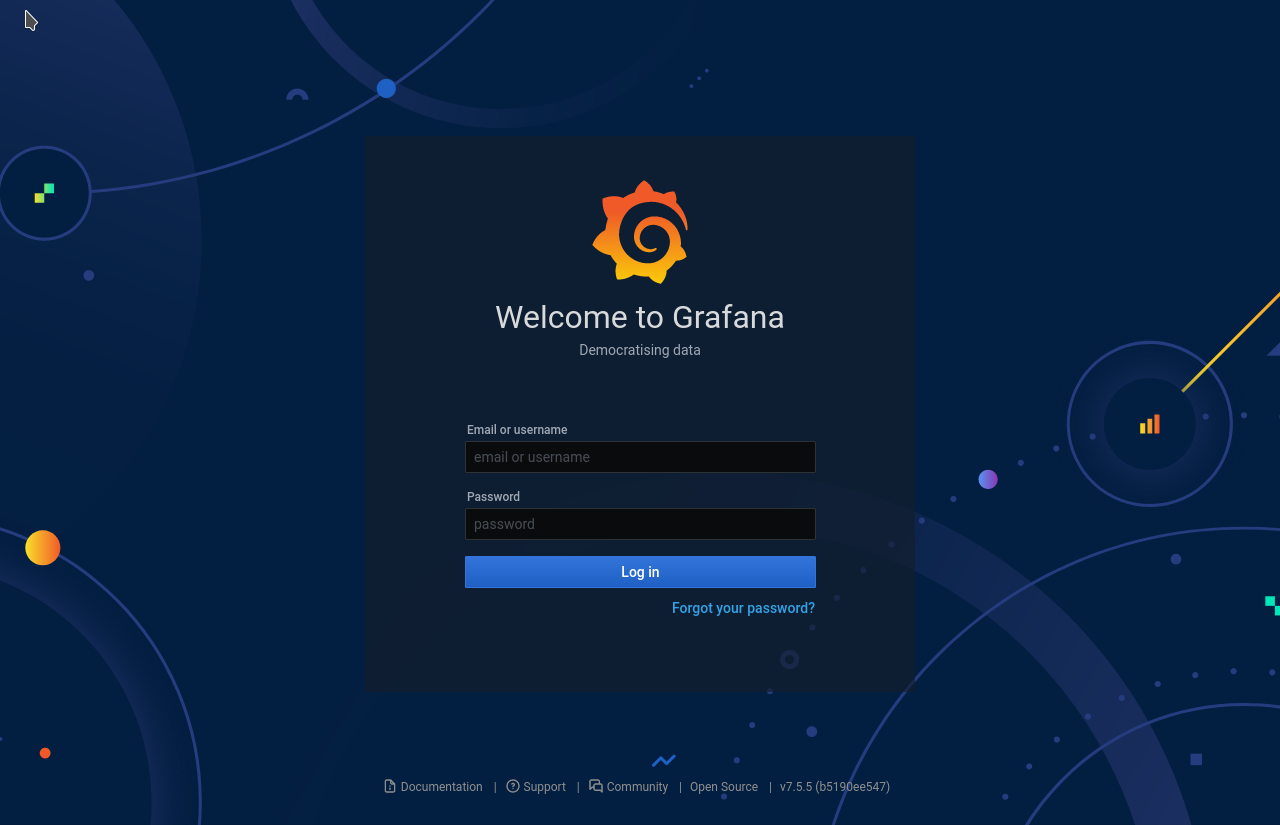 Welcome to Grafana
Democratising data
Email or username
email or username
Password
password
Log in
Forgot your password?
Documentation | Support | Community | Open Source | v7.5.5 (b5190ee547)